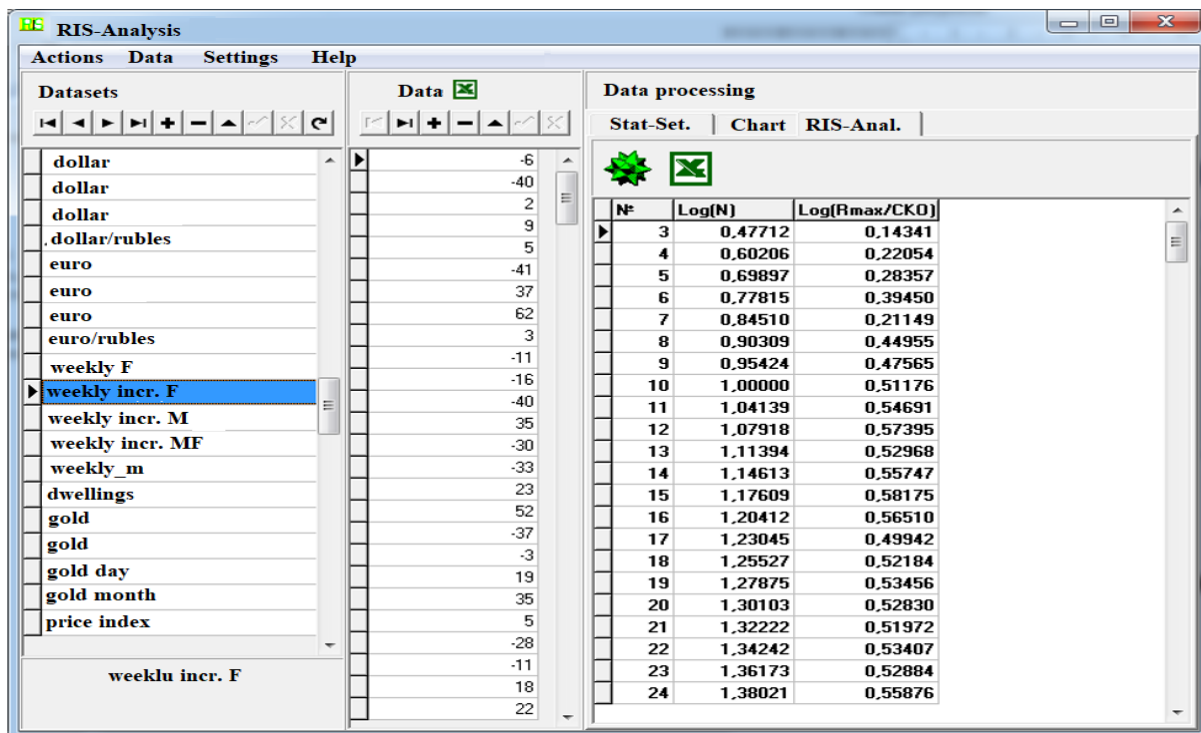 RIS-Analysis
Actions Data Settings Help
Datasets
dollar
dollar
dollar
.dollar/rubles
euro
euro
euro
euro/rubles
weekly F
weekly incr. F
weekly incr. M
weekly incr. MF
weekly_m
dwellings
gold
gold
gold day
gold month
price index
weeklu incr. F
Data
-6
-40
2
9
5
-41
37
62
3
-11
-16
-40
35
-30
-33
23
52
-37
-3
19
35
5
-28
-11
18
22
Data processing
Stat-Set. Chart RIS-Anal.
№ Log(N) Log(Rmax/CKO)
3 0,47712 0,14341
4 0,60206 0,22054
5 0,69897 0,28357
6 0,77815 0,39450
7 0,84510 0,21149
8 0,90309 0,44955
9 0,95424 0,47565
10 1,00000 0,51176
11 1,04139 0,54691
12 1,07918 0,57395
13 1,11394 0,52968
14 1,14613 0,55747
15 1,17609 0,58175
16 1,20412 0,56510
17 1,23045 0,49942
18 1,25527 0,52184
19 1,27875 0,53456
20 1,30103 0,52830
21 1,32222 0,51972
22 1,34242 0,53407
23 1,36173 0,52884
24 1,38021 0,55876